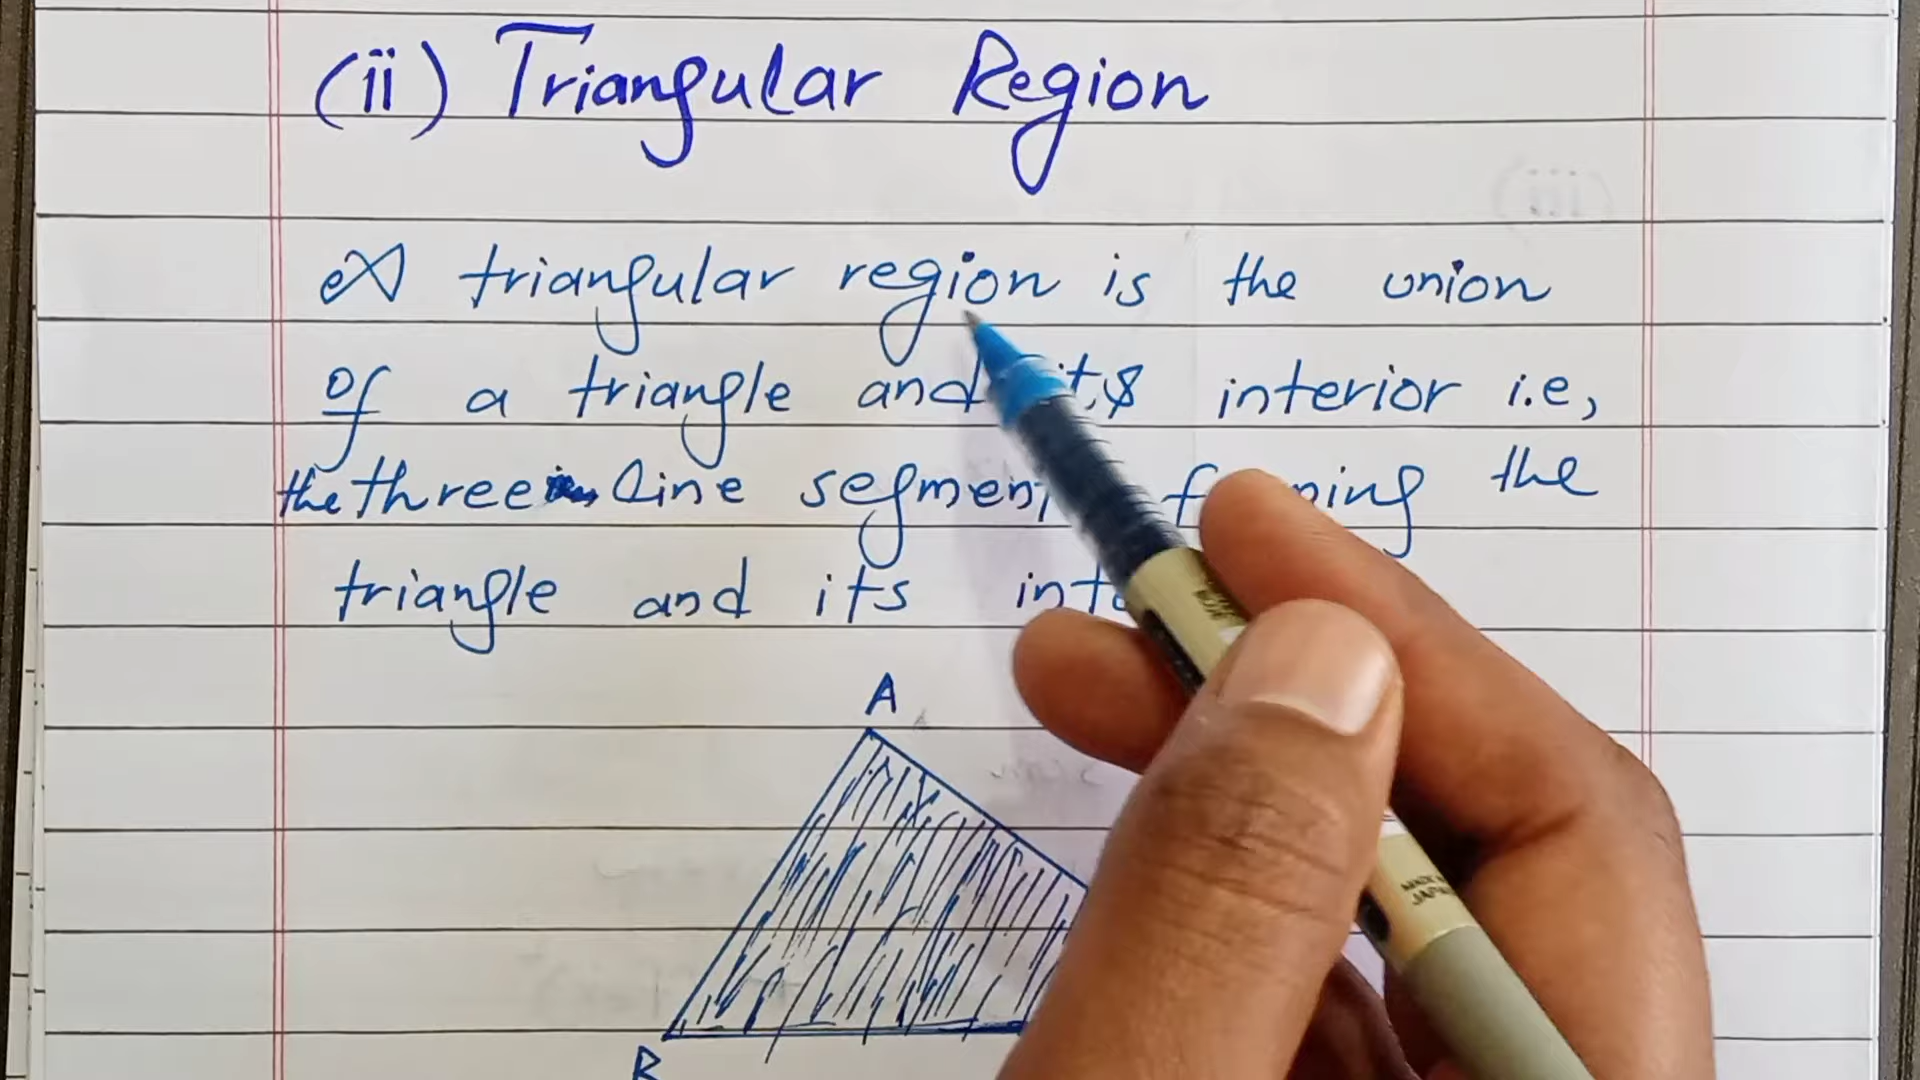 (ii) Triangular Region
A triangular region is the union
of a triangle and its interior i.e,
the three line segment the
triangle and its
A
B